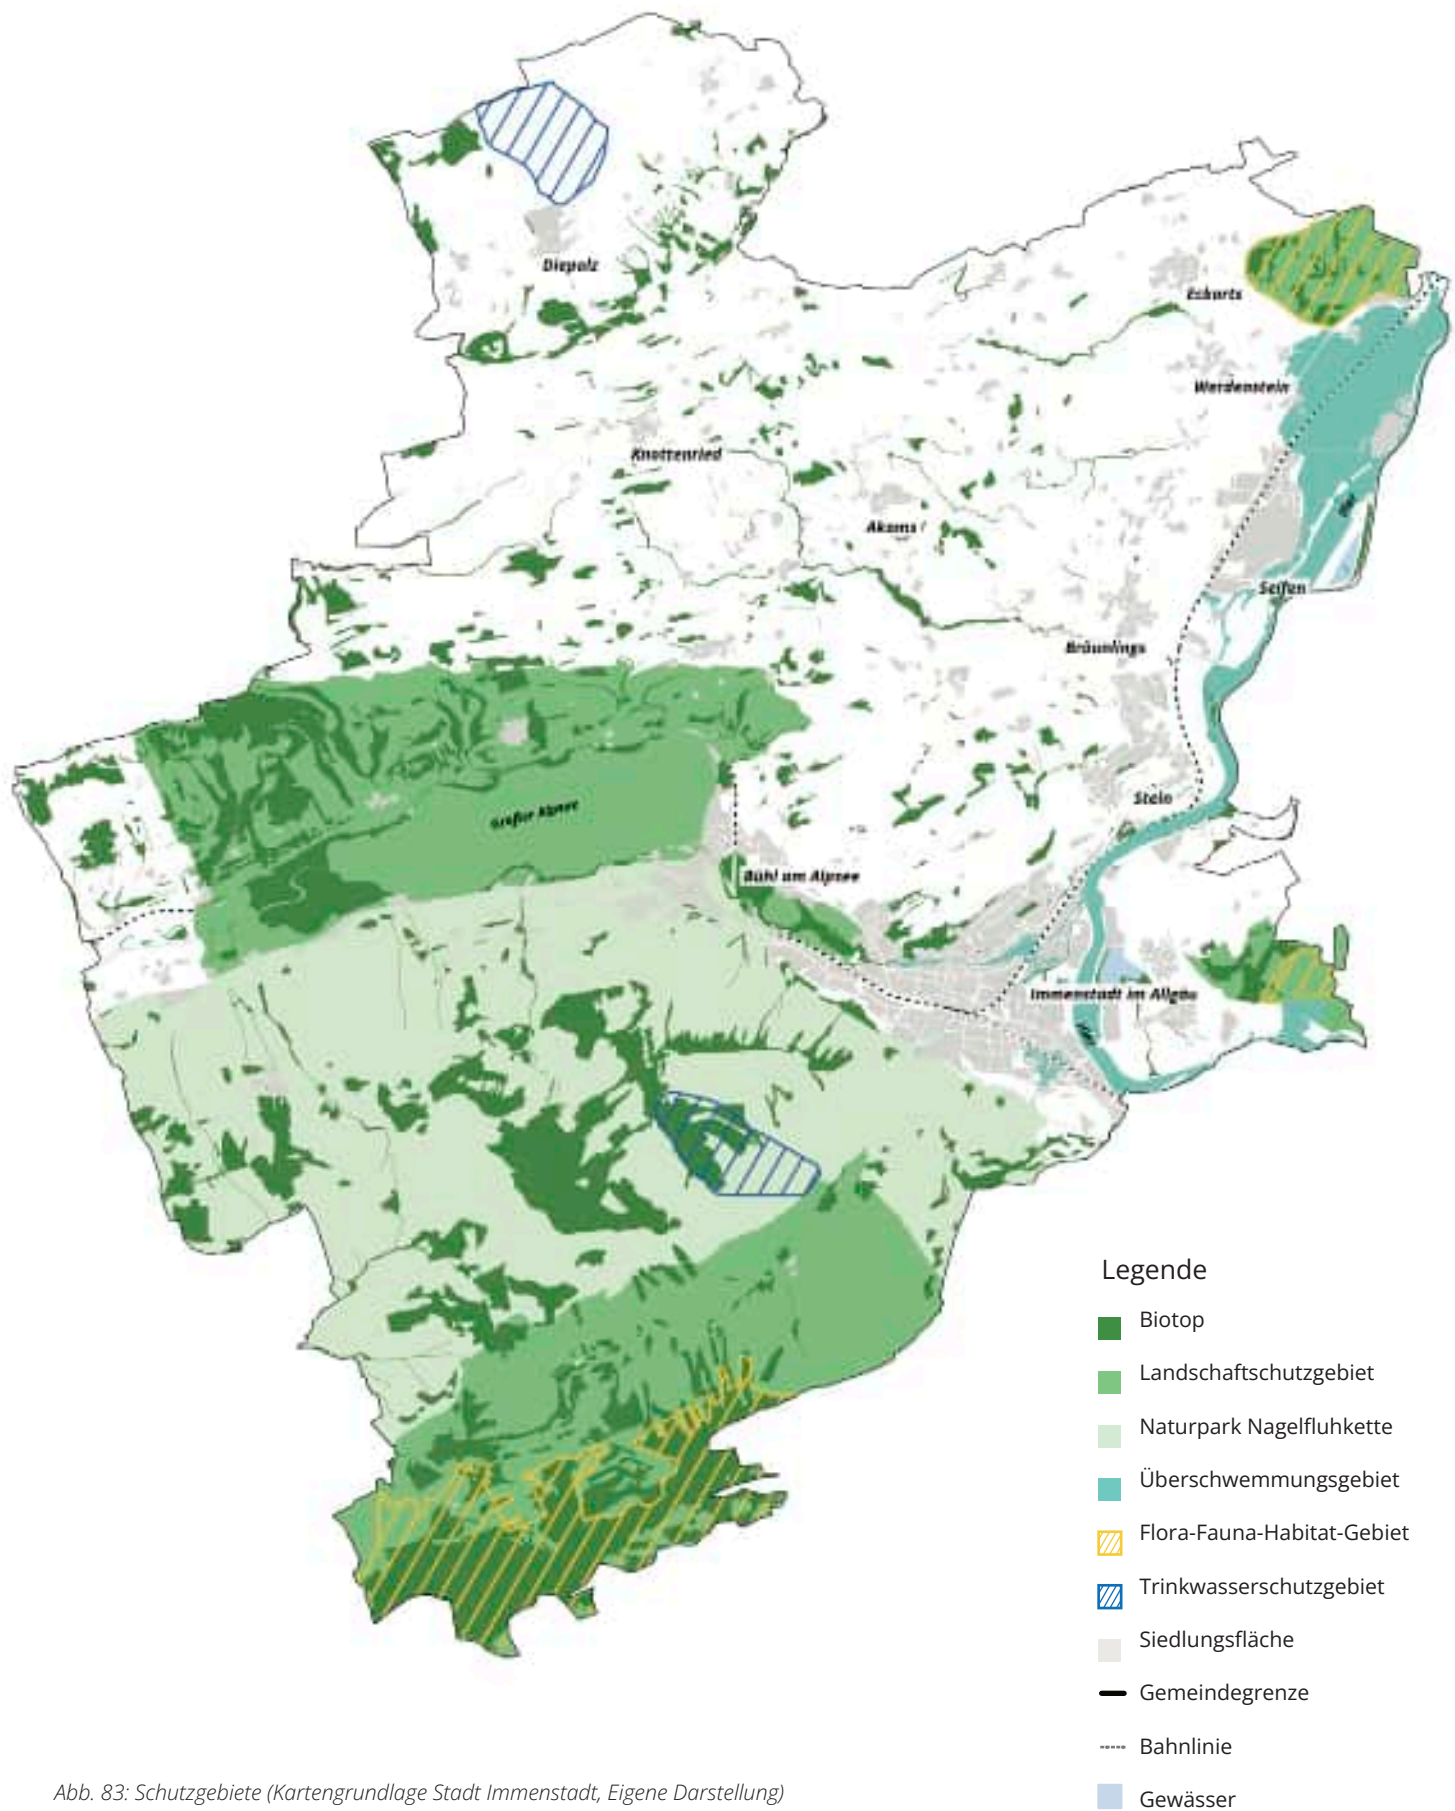 Diepolz
Eckarts
Werdenstein
Knottenried
Akams
Iller
Seifen
Bräunlings
Stein
Großer Alpsee
Bühl am Alpsee
Immenstadt im Allgäu
Iller
Legende
Biotop
Landschaftschutzgebiet
Naturpark Nagelfluhkette
Überschwemmungsgebiet
Flora-Fauna-Habitat-Gebiet
Trinkwasserschutzgebiet
Siedlungsfläche
Gemeindegrenze
Bahnlinie
Gewässer
Abb. 83: Schutzgebiete (Kartengrundlage Stadt Immenstadt, Eigene Darstellung)